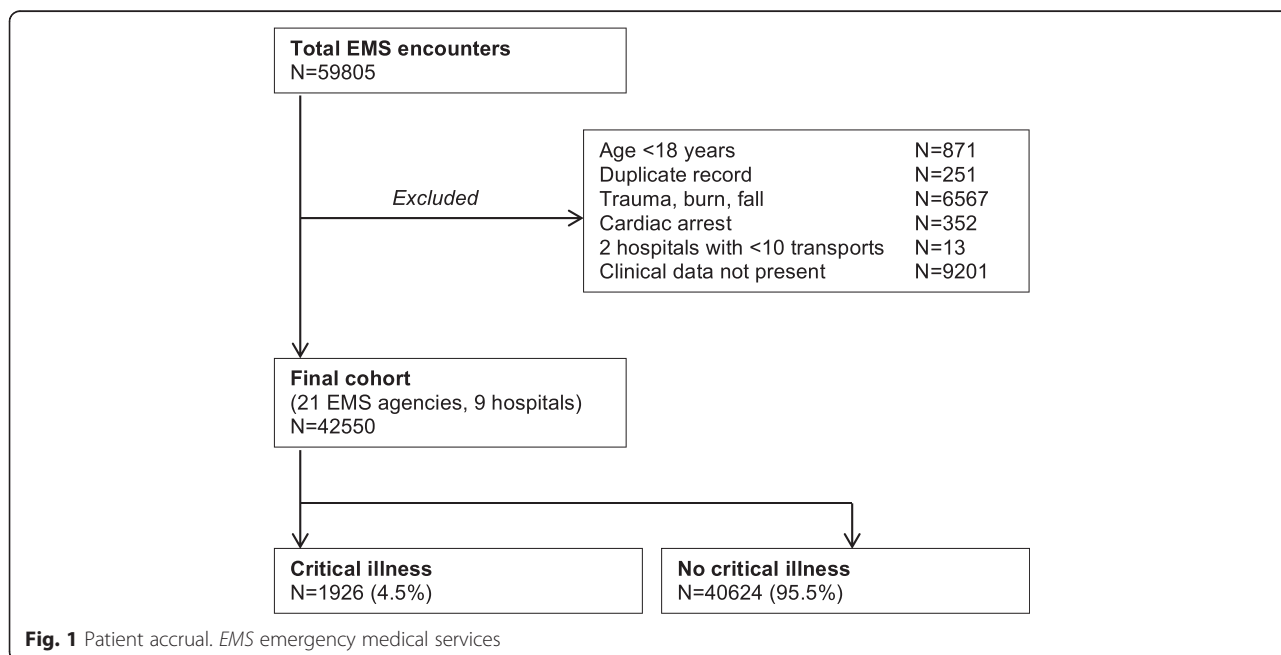 Total EMS encounters
N=59805
Excluded
Age <18 years N=871
Duplicate record N=251
Trauma, burn, fall N=6567
Cardiac arrest N=352
2 hospitals with <10 transports N=13
Clinical data not present N=9201
Final cohort
(21 EMS agencies, 9 hospitals)
N=42550
Critical illness
N=1926 (4.5%)
No critical illness
N=40624 (95.5%)
Fig. 1 Patient accrual. EMS emergency medical services